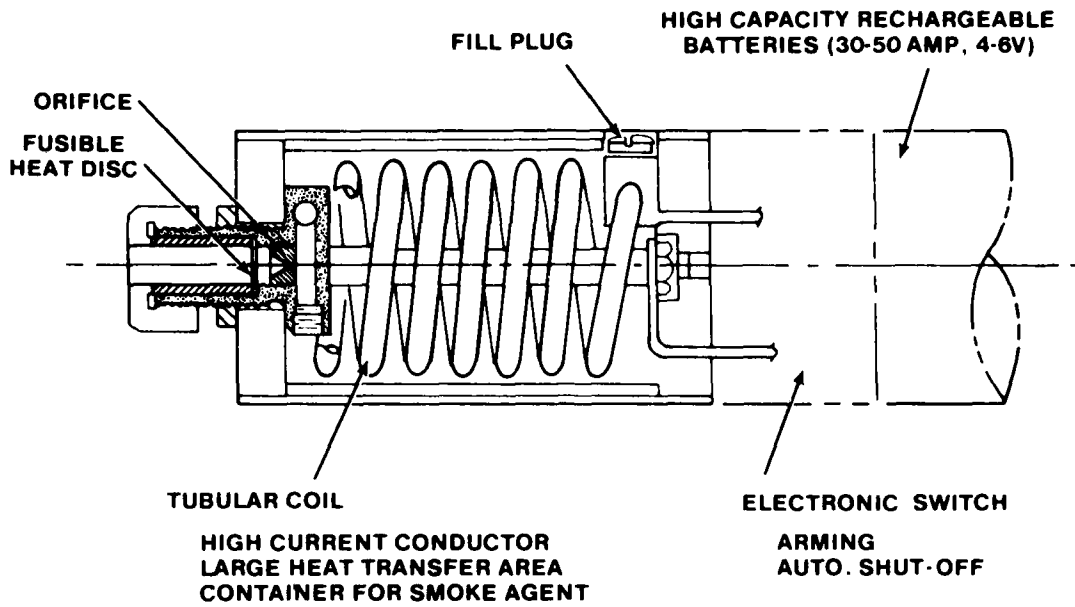 HIGH CAPACITY RECHARGEABLE
BATTERIES (30-50 AMP, 4-6V)
FILL PLUG
ORIFICE
FUSIBLE
HEAT DISC
TUBULAR COIL
HIGH CURRENT CONDUCTOR
LARGE HEAT TRANSFER AREA
CONTAINER FOR SMOKE AGENT
ELECTRONIC SWITCH
ARMING
AUTO. SHUT-OFF